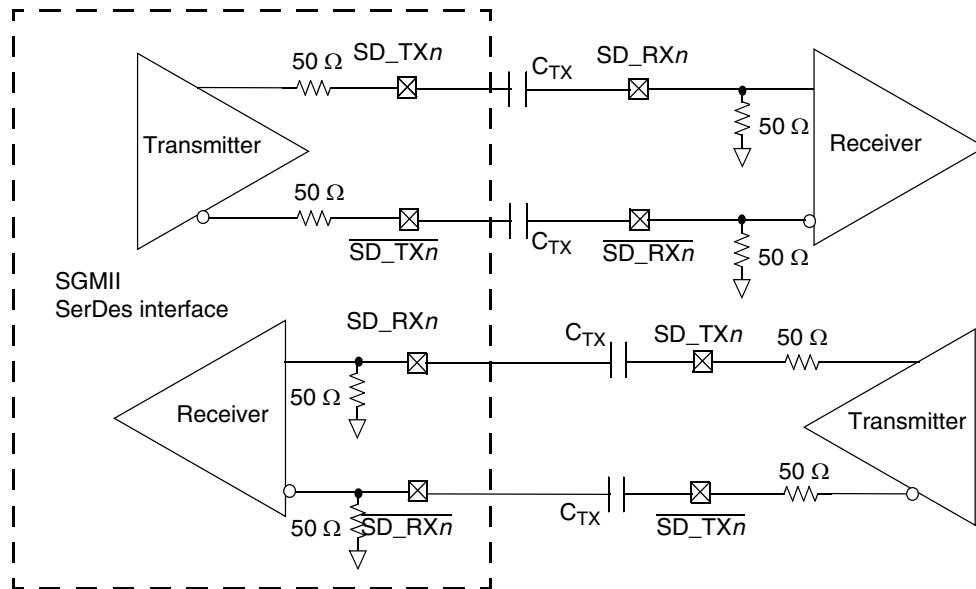 50 Ω
SD_TXn
CTX
SD_RXn
Transmitter
50 Ω
Receiver
50 Ω
SD_TXn
CTX
SD_RXn
50 Ω
SGMII
SerDes interface
SD_RXn
CTX
SD_TXn
50 Ω
50 Ω
Receiver
Transmitter
50 Ω
50 Ω
SD_RXn
CTX
SD_TXn